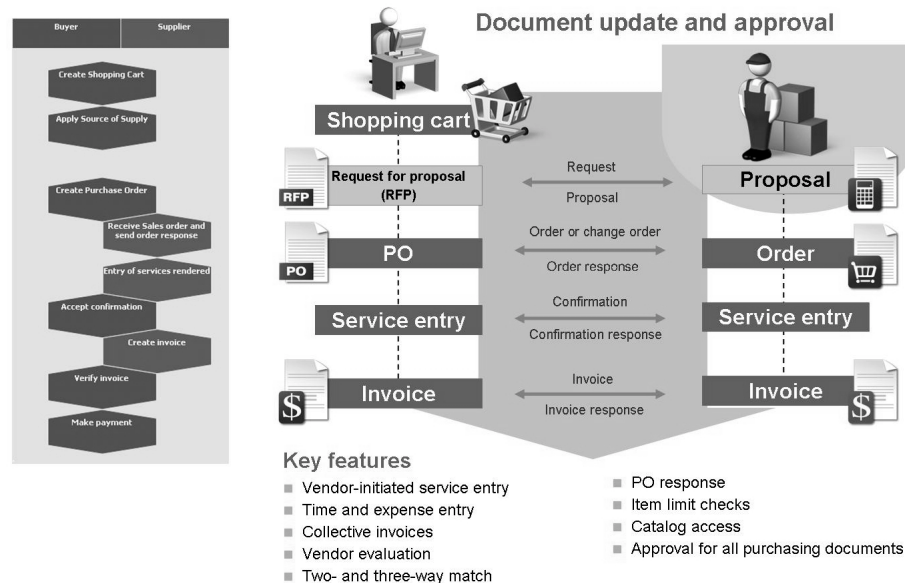 Buyer
Supplier
Create Shopping Cart
Apply Source of Supply
Create Purchase Order
Receive Sales order and
send order response
Entry of services rendered
Accept confirmation
Create invoice
Verify invoice
Make payment
Document update and approval
Shopping cart
RFP
Request for proposal
(RFP)
Request
Proposal
Proposal
PO
PO
Order or change order
Order response
Order
Service entry
Confirmation
Confirmation response
Service entry
$
Invoice
Invoice
Invoice response
Invoice
$
Key features
Vendor-initiated service entry
Time and expense entry
Collective invoices
Vendor evaluation
Two- and three-way match
PO response
Item limit checks
Catalog access
Approval for all purchasing documents